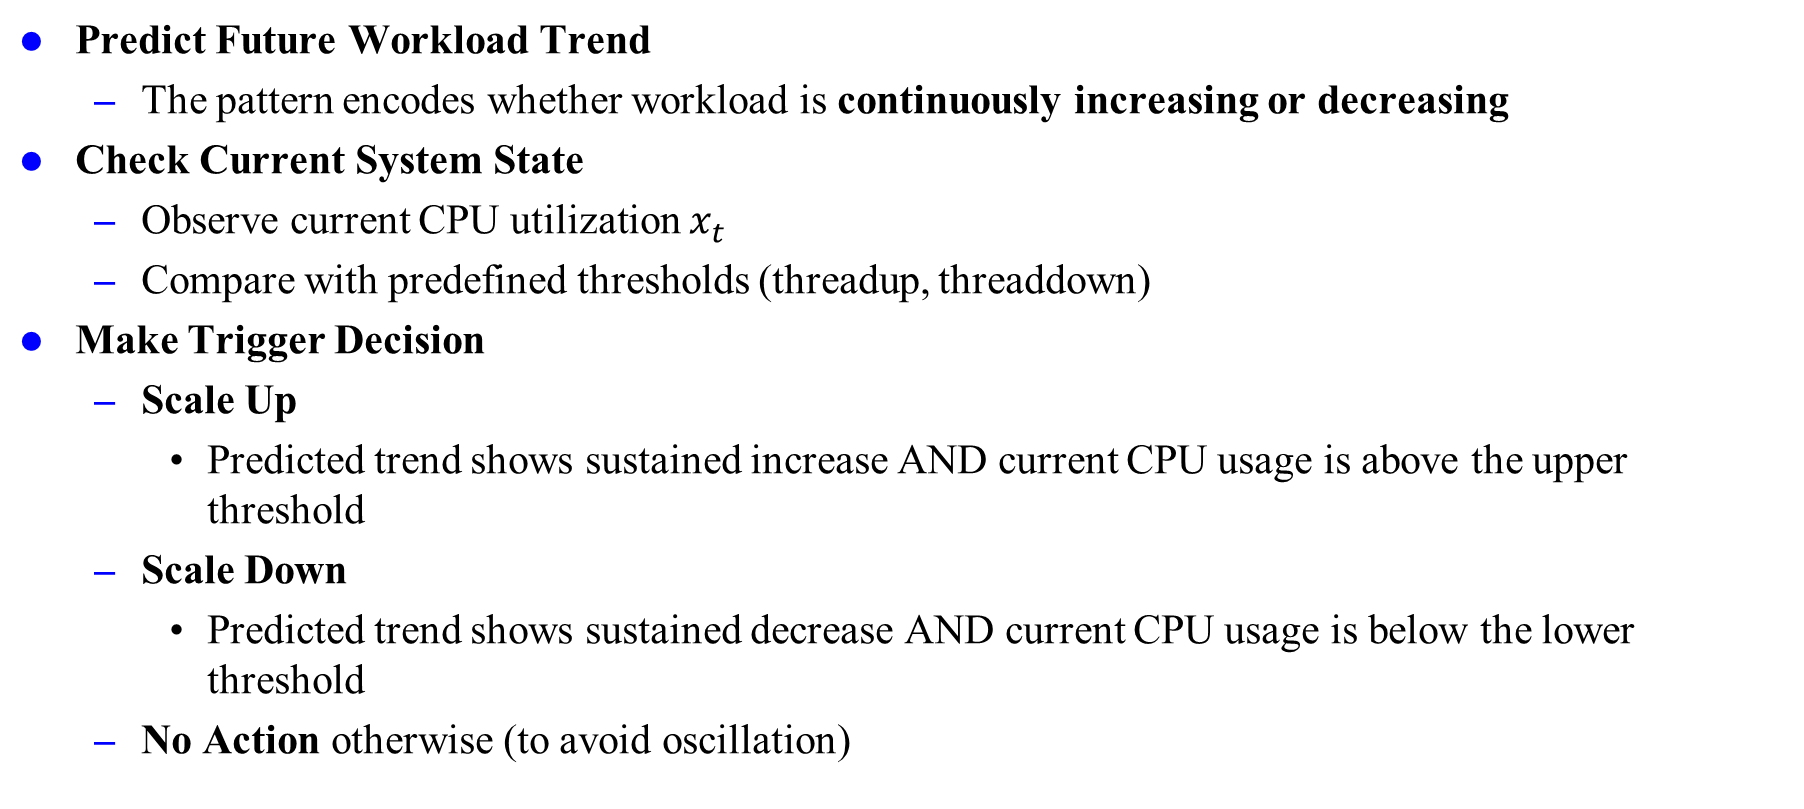 ● Predict Future Workload Trend
– The pattern encodes whether workload is continuously increasing or decreasing
● Check Current System State
– Observe current CPU utilization 𝑥𝑡
– Compare with predefined thresholds (threadup, threaddown)
● Make Trigger Decision
– Scale Up
• Predicted trend shows sustained increase AND current CPU usage is above the upper
threshold
– Scale Down
• Predicted trend shows sustained decrease AND current CPU usage is below the lower
threshold
– No Action otherwise (to avoid oscillation)